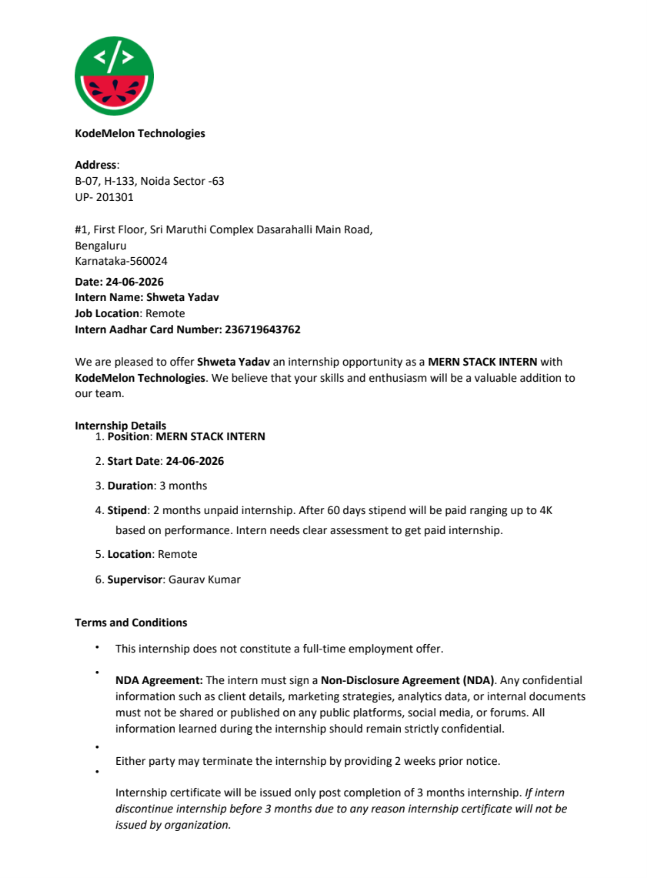 </>
KodeMelon Technologies
Address:
B-07, H-133, Noida Sector -63
UP- 201301
#1, First Floor, Sri Maruthi Complex Dasarahalli Main Road,
Bengaluru
Karnataka-560024
Date: 24-06-2026
Intern Name: Shweta Yadav
Job Location: Remote
Intern Aadhar Card Number: 236719643762
We are pleased to offer Shweta Yadav an internship opportunity as a MERN STACK INTERN with
KodeMelon Technologies. We believe that your skills and enthusiasm will be a valuable addition to
our team.
Internship Details
1. Position: MERN STACK INTERN
2. Start Date: 24-06-2026
3. Duration: 3 months
4. Stipend: 2 months unpaid internship. After 60 days stipend will be paid ranging up to 4K
based on performance. Intern needs clear assessment to get paid internship.
5. Location: Remote
6. Supervisor: Gaurav Kumar
Terms and Conditions
• This internship does not constitute a full-time employment offer.
• NDA Agreement: The intern must sign a Non-Disclosure Agreement (NDA). Any confidential
information such as client details, marketing strategies, analytics data, or internal documents
must not be shared or published on any public platforms, social media, or forums. All
information learned during the internship should remain strictly confidential.
• Either party may terminate the internship by providing 2 weeks prior notice.
• Internship certificate will be issued only post completion of 3 months internship. If intern
discontinue internship before 3 months due to any reason internship certificate will not be
issued by organization.